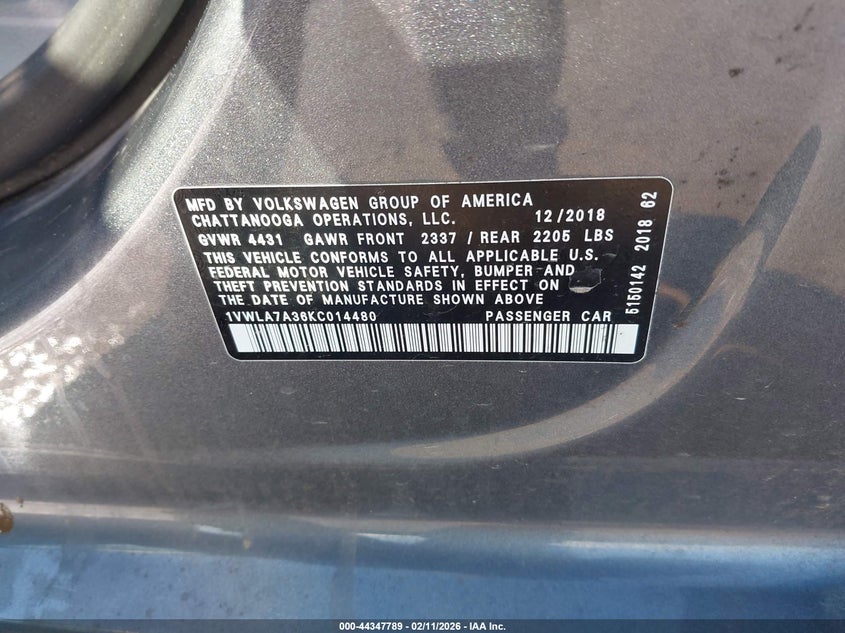 MFD BY VOLKSWAGEN GROUP OF AMERICA
CHATTANOOGA OPERATIONS, LLC. 12/2018
GVWR 4431 GAWR FRONT 2337 / REAR 2205 LBS
THIS VEHICLE CONFORMS TO ALL APPLICABLE U.S.
FEDERAL MOTOR VEHICLE SAFETY, BUMPER AND
THEFT PREVENTION STANDARDS IN EFFECT ON
THE DATE OF MANUFACTURE SHOWN ABOVE
1VWLA7A36KC014480 PASSENGER CAR
5150142 2018 62
000-44347789 - 02/11/2026 - IAA Inc.